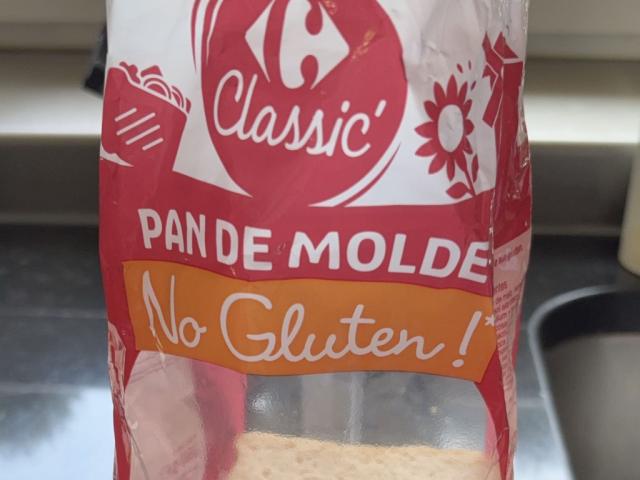 Classic'
PAN DE MOLDE
No Gluten!*